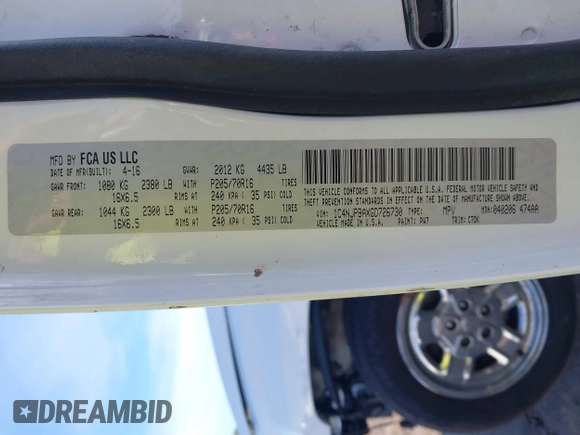 MFD BY FCA US LLC
DATE OF MFR(BUILT): 4-16 GVWR: 2012 KG 4435 LB
GAWR FRONT: 1080 KG 2380 LB WITH P205/70R16 TIRES
16X6.5 RIMS AT 240 KPA ( 35 PSI) COLD
GAWR REAR: 1044 KG 2300 LB WITH P205/70R16 TIRES
16X6.5 RIMS AT 240 KPA ( 35 PSI) COLD
THIS VEHICLE CONFORMS TO ALL APPLICABLE U.S.A. FEDERAL MOTOR VEHICLE SAFETY AND
THEFT PREVENTION STANDARDS IN EFFECT ON THE DATE OF MANUFACTURE SHOWN ABOVE.
VIN: 1C4NJPBAXGD726730 TYPE: MPV MDH: 040206 474AA
VEHICLE MADE IN U.S.A. PAINT: PW7 TRIM: CTDK
DREAMBID